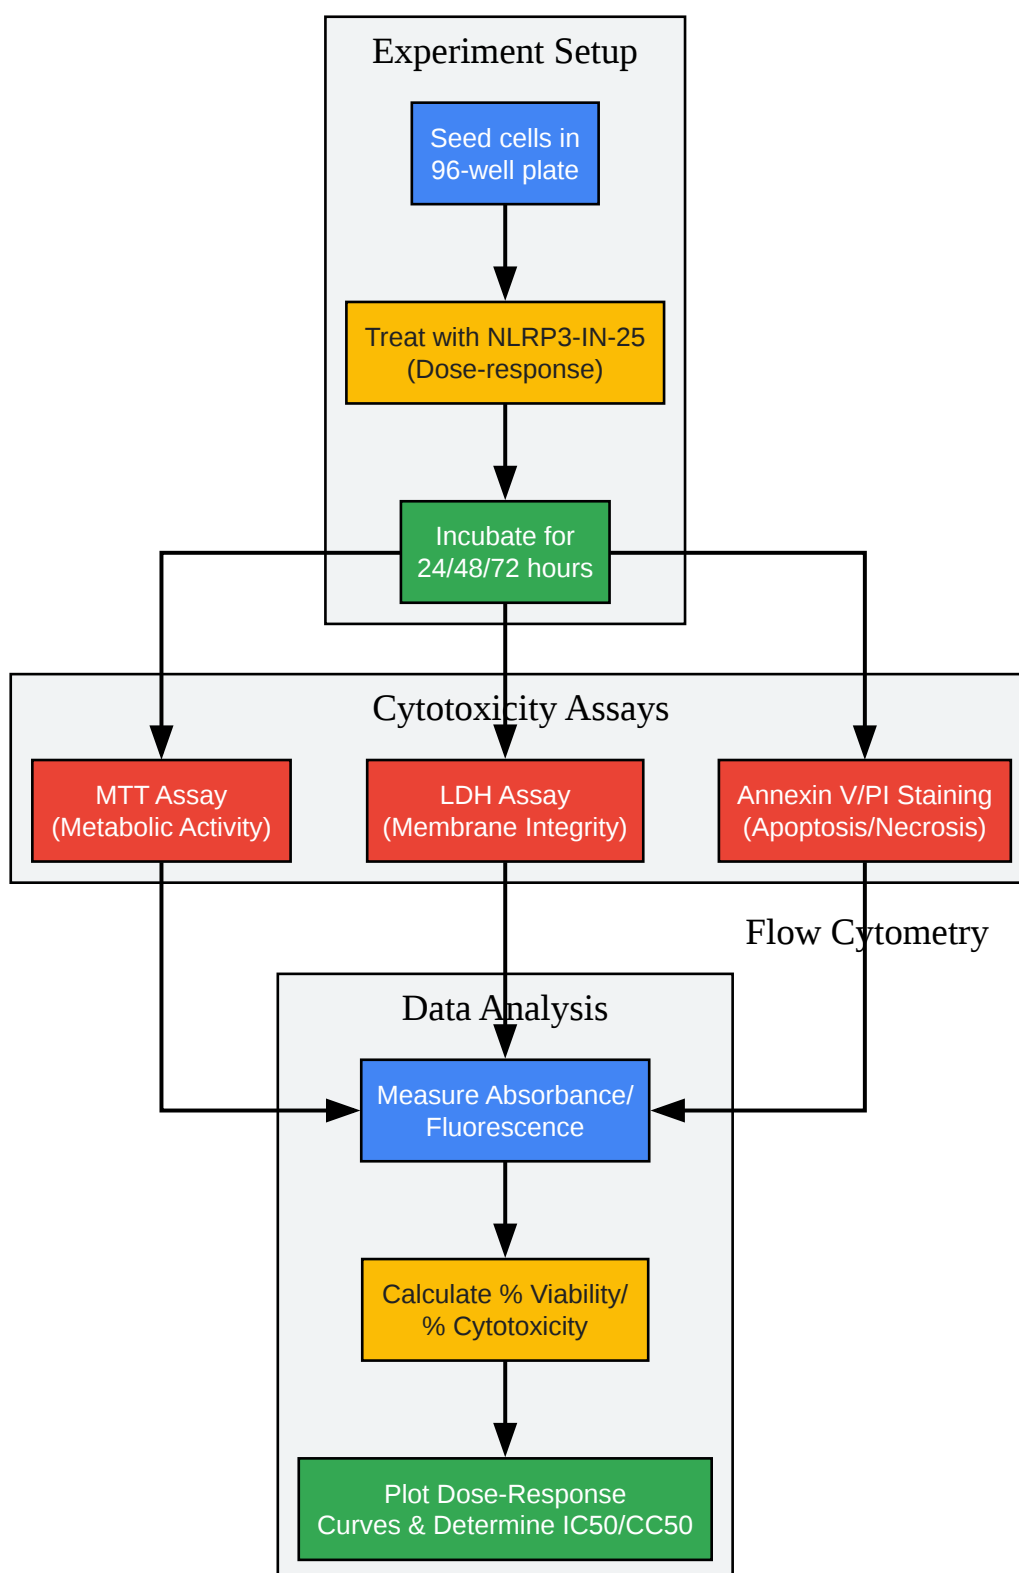 Experiment Setup
Seed cells in
96-well plate
Treat with NLRP3-IN-25
(Dose-response)
Incubate for
24/48/72 hours
Cytotoxicity Assays
MTT Assay
(Metabolic Activity)
LDH Assay
(Membrane Integrity)
Annexin V/PI Staining
(Apoptosis/Necrosis)
Flow Cytometry
Data Analysis
Measure Absorbance/
Fluorescence
Calculate % Viability/
% Cytotoxicity
Plot Dose-Response
Curves & Determine IC50/CC50